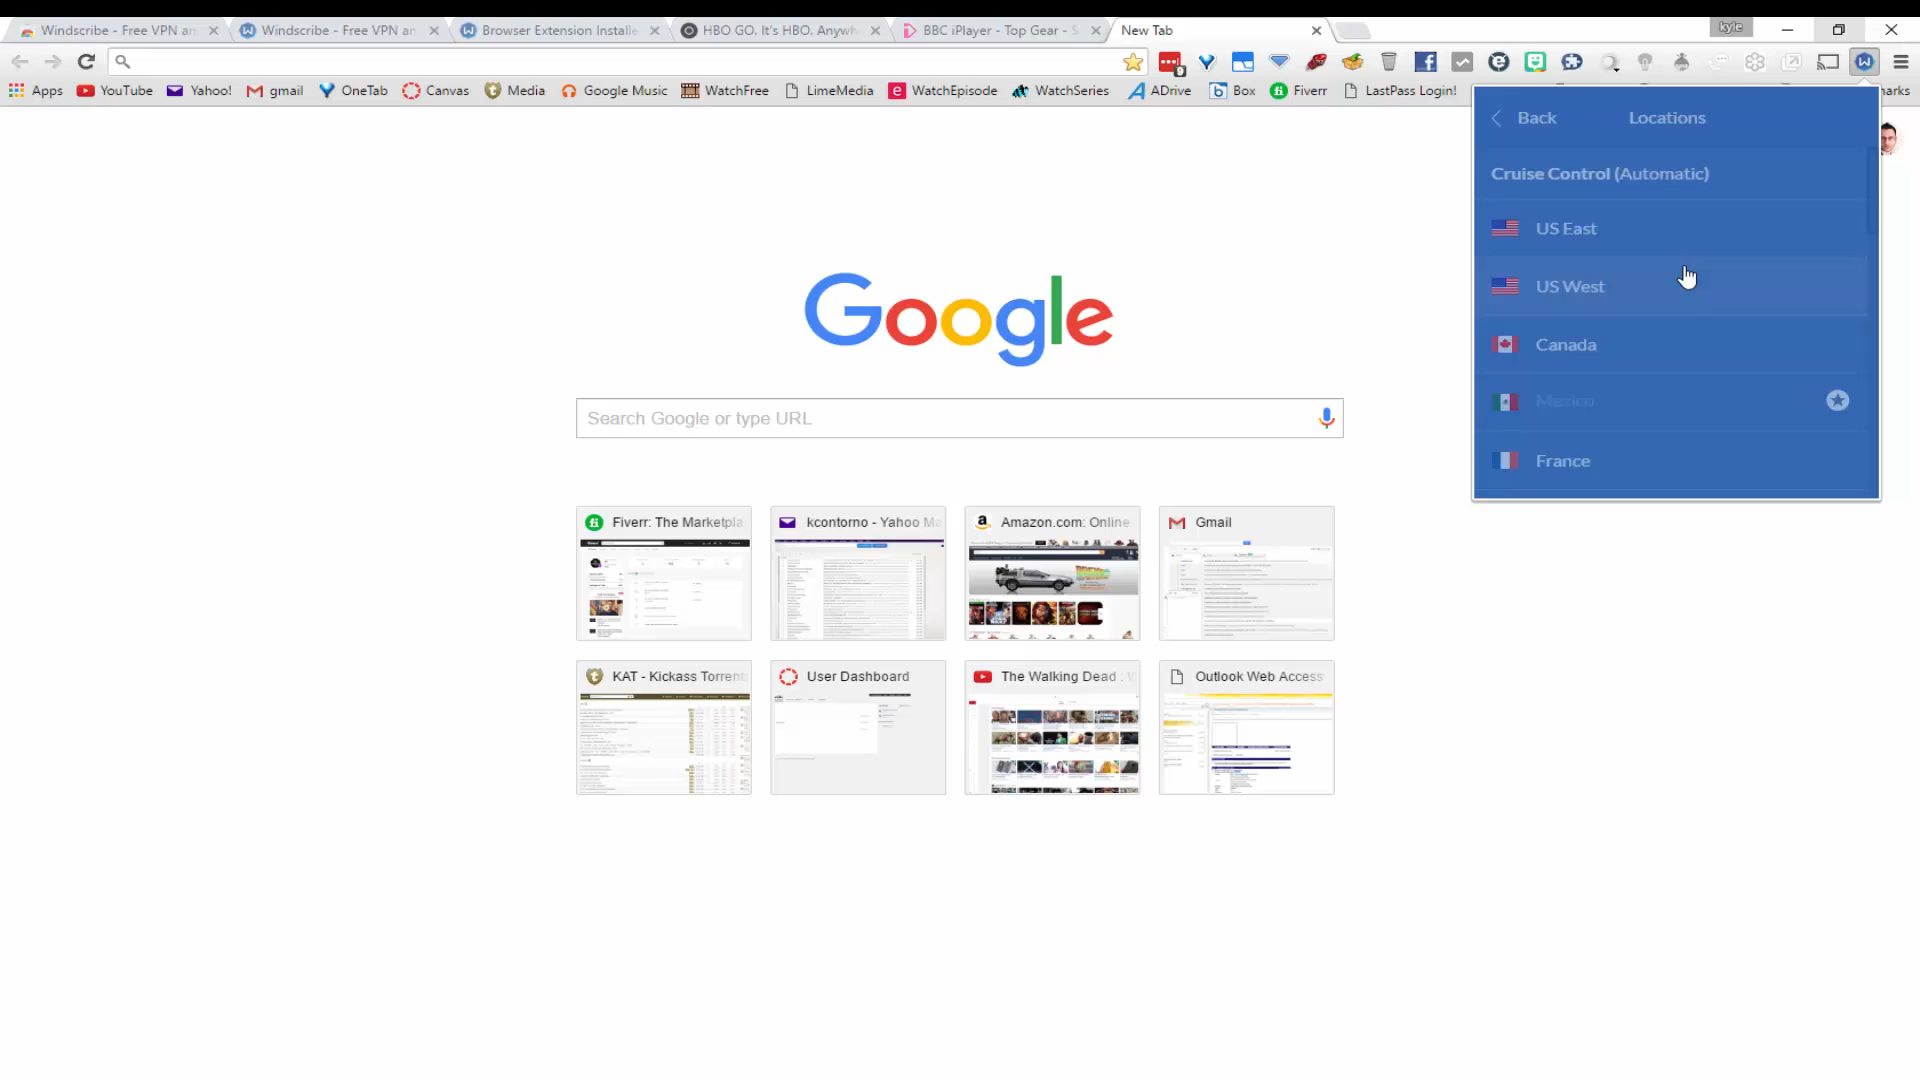 Windscribe - Free VPN an
Windscribe - Free VPN an
Browser Extension Installe
HBO GO. It's HBO. Anywh
BBC iPlayer - Top Gear - S
New Tab
kyle
Apps
YouTube
Yahoo!
gmail
OneTab
Canvas
Media
Google Music
WatchFree
LimeMedia
WatchEpisode
WatchSeries
ADrive
Box
Fiverr
LastPass Login!
narks
Back
Locations
Cruise Control (Automatic)
US East
US West
Canada
Mexico
France
Google
Search Google or type URL
Fiverr: The Marketpla
kcontorno - Yahoo Ma
Amazon.com: Online
Gmail
KAT - Kickass Torrent
User Dashboard
The Walking Dead : W
Outlook Web Access